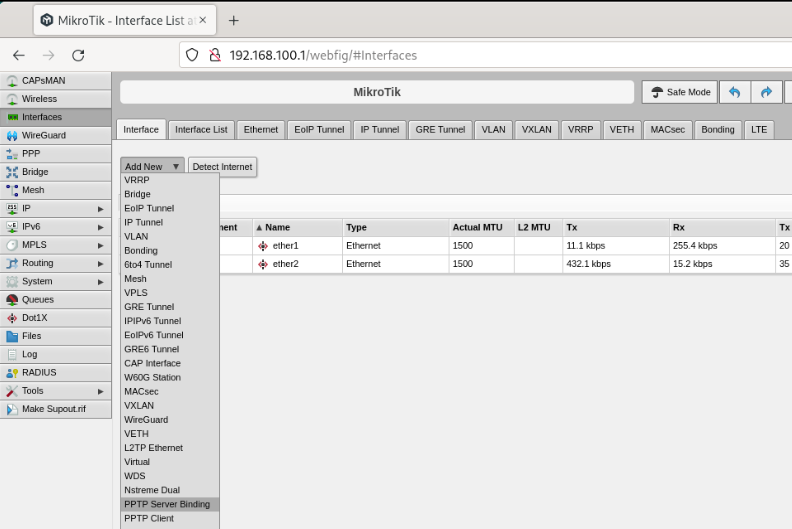 MikroTik - Interface List a
192.168.100.1/webfig/#Interfaces
CAPsMAN
Wireless
Interfaces
WireGuard
PPP
Bridge
Mesh
IP
IPv6
MPLS
Routing
System
Queues
Dot1X
Files
Log
RADIUS
Tools
Make Supout.rif
MikroTik
Safe Mode
Interface Interface List Ethernet EoIP Tunnel IP Tunnel GRE Tunnel VLAN VXLAN VRRP VETH MACsec Bonding LTE
Add New Detect Internet
VRRP
Bridge
EoIP Tunnel
IP Tunnel
VLAN
Bonding
6to4 Tunnel
Mesh
VPLS
GRE Tunnel
IPIPv6 Tunnel
EoIPv6 Tunnel
GRE6 Tunnel
CAP Interface
W60G Station
MACsec
VXLAN
WireGuard
VETH
L2TP Ethernet
Virtual
WDS
Nstreme Dual
PPTP Server Binding
PPTP Client
nent Name Type Actual MTU L2 MTU Tx Rx Tx
ether1 Ethernet 1500 11.1 kbps 255.4 kbps 20
ether2 Ethernet 1500 432.1 kbps 15.2 kbps 35